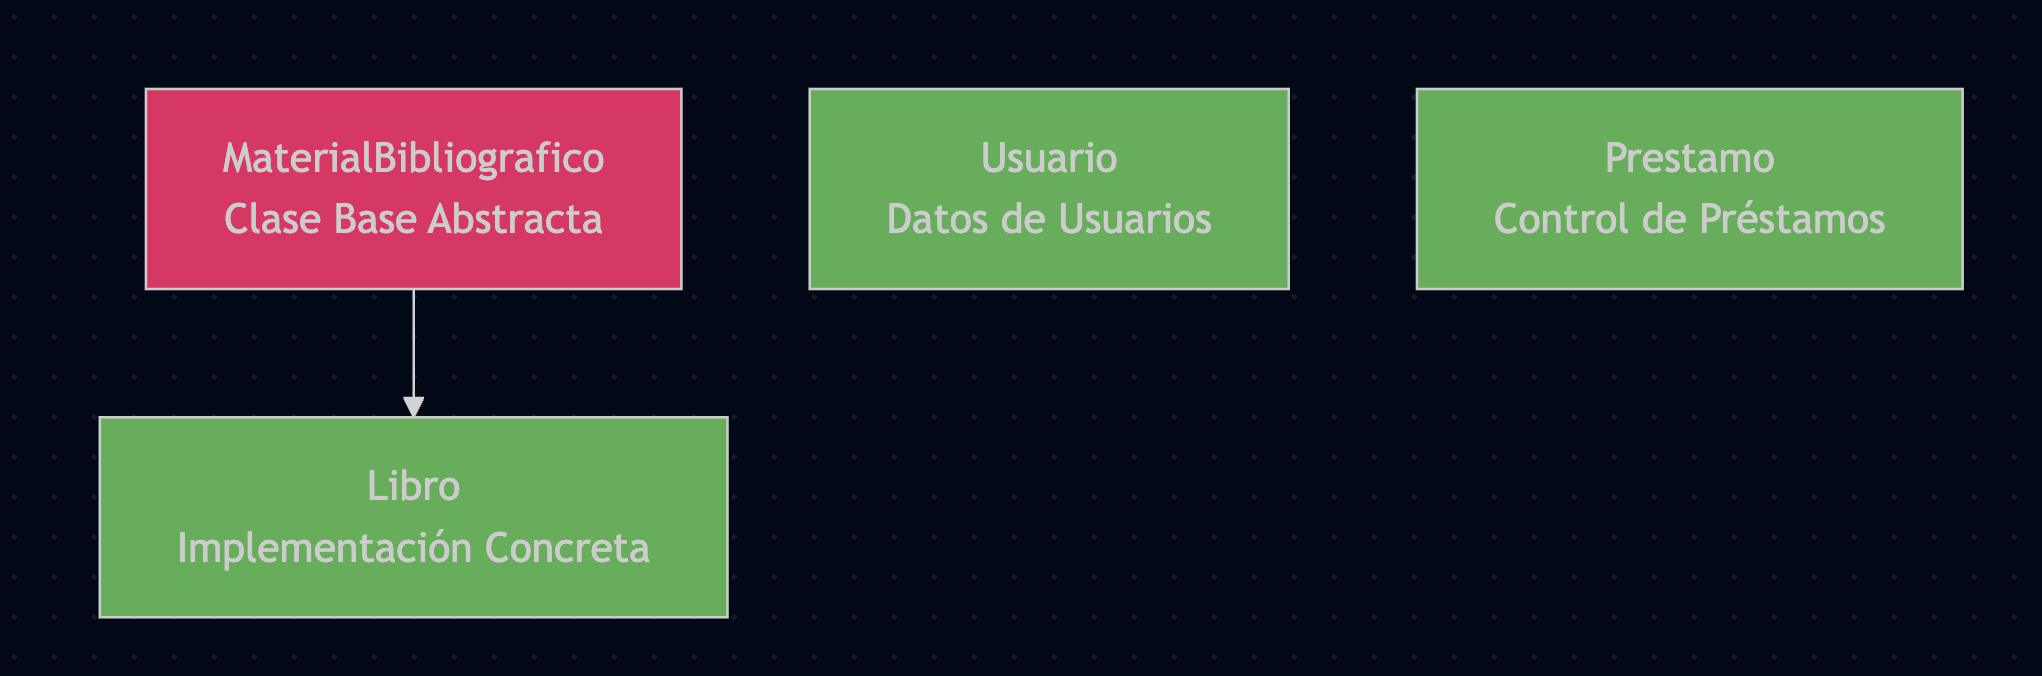 MaterialBibliografico
Clase Base Abstracta
Usuario
Datos de Usuarios
Prestamo
Control de Préstamos
Libro
Implementación Concreta